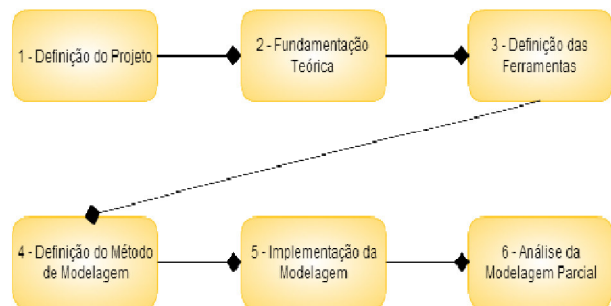 1 - Definição do Projeto
2 - Fundamentação
Teórica
3 - Definição das
Ferramentas
4 - Definição do Método
de Modelagem
5 - Implementação da
Modelagem
6 - Análise da
Modelagem Parcial